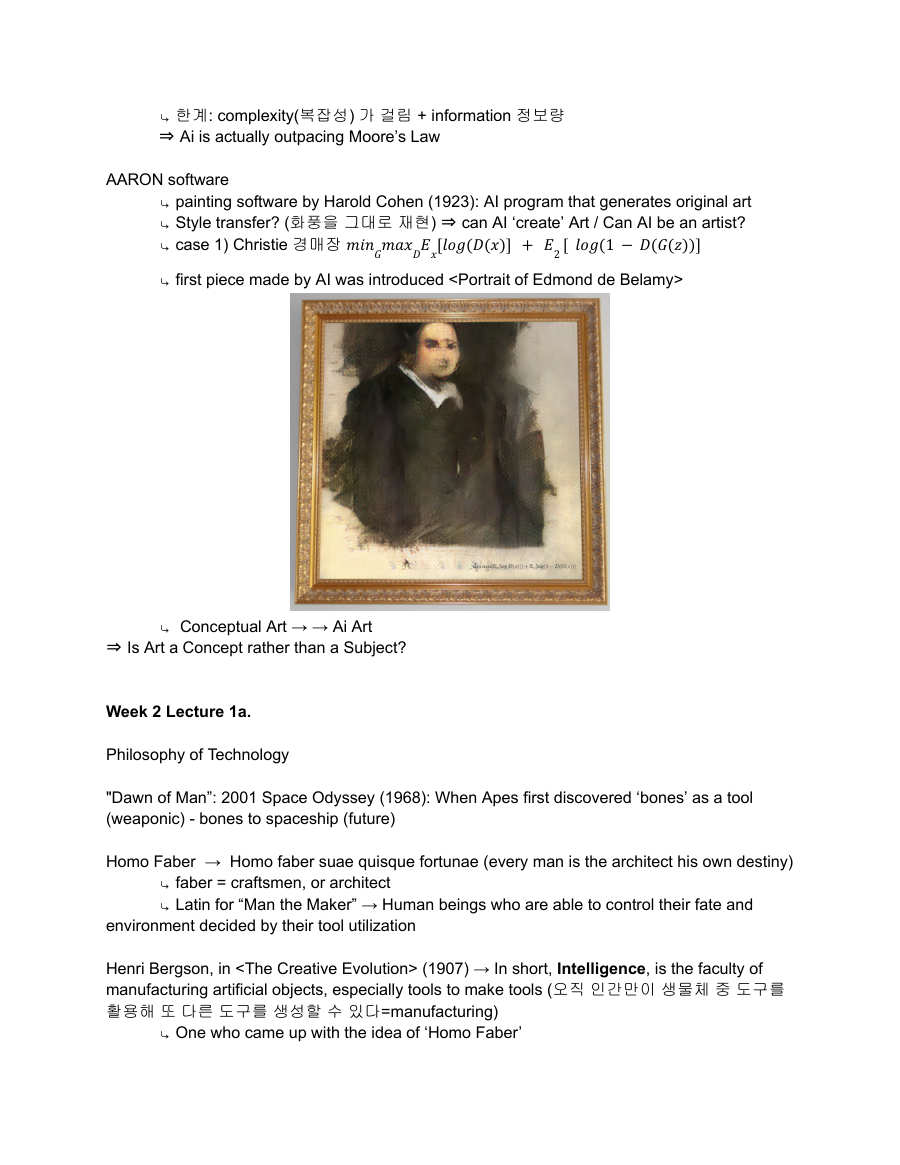 ⤷ 한계: complexity(복잡성) 가 걸림 + information 정보량
⇒ Ai is actually outpacing Moore’s Law
AARON software
⤷ painting software by Harold Cohen (1923): AI program that generates original art
⤷ Style transfer? (화풍을 그대로 재현) ⇒ can AI ‘create’ Art / Can AI be an artist?
⤷ case 1) Christie 경매장 min_G max_D E_x[log(D(x)] + E_2[ log(1 − D(G(z))]
⤷ first piece made by AI was introduced <Portrait of Edmond de Belamy>
⤷ Conceptual Art → → Ai Art
⇒ Is Art a Concept rather than a Subject?
Week 2 Lecture 1a.
Philosophy of Technology
"Dawn of Man”: 2001 Space Odyssey (1968): When Apes first discovered ‘bones’ as a tool
(weaponic) - bones to spaceship (future)
Homo Faber → Homo faber suae quisque fortunae (every man is the architect his own destiny)
⤷ faber = craftsmen, or architect
⤷ Latin for “Man the Maker” → Human beings who are able to control their fate and
environment decided by their tool utilization
Henri Bergson, in <The Creative Evolution> (1907) → In short, Intelligence, is the faculty of
manufacturing artificial objects, especially tools to make tools (오직 인간만이 생물체 중 도구를
활용해 또 다른 도구를 생성할 수 있다=manufacturing)
⤷ One who came up with the idea of ‘Homo Faber’